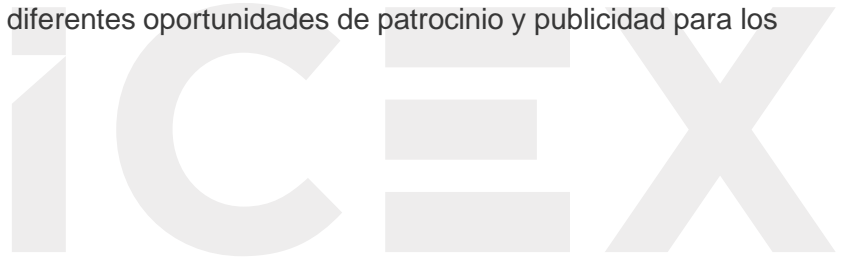 diferentes oportunidades de patrocinio y publicidad para los
iCEX